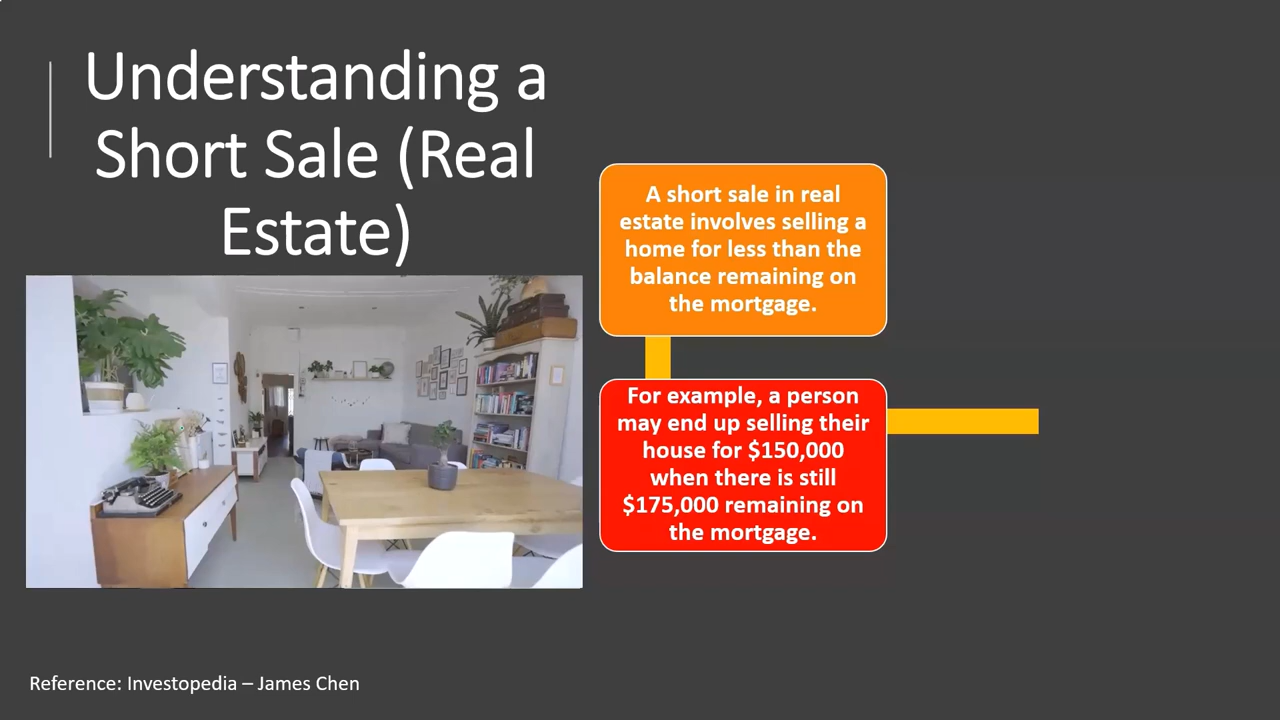 Understanding a
Short Sale (Real
Estate)
A short sale in real
estate involves selling a
home for less than the
balance remaining on
the mortgage.
For example, a person
may end up selling their
house for $150,000
when there is still
$175,000 remaining on
the mortgage.
Reference: Investopedia – James Chen